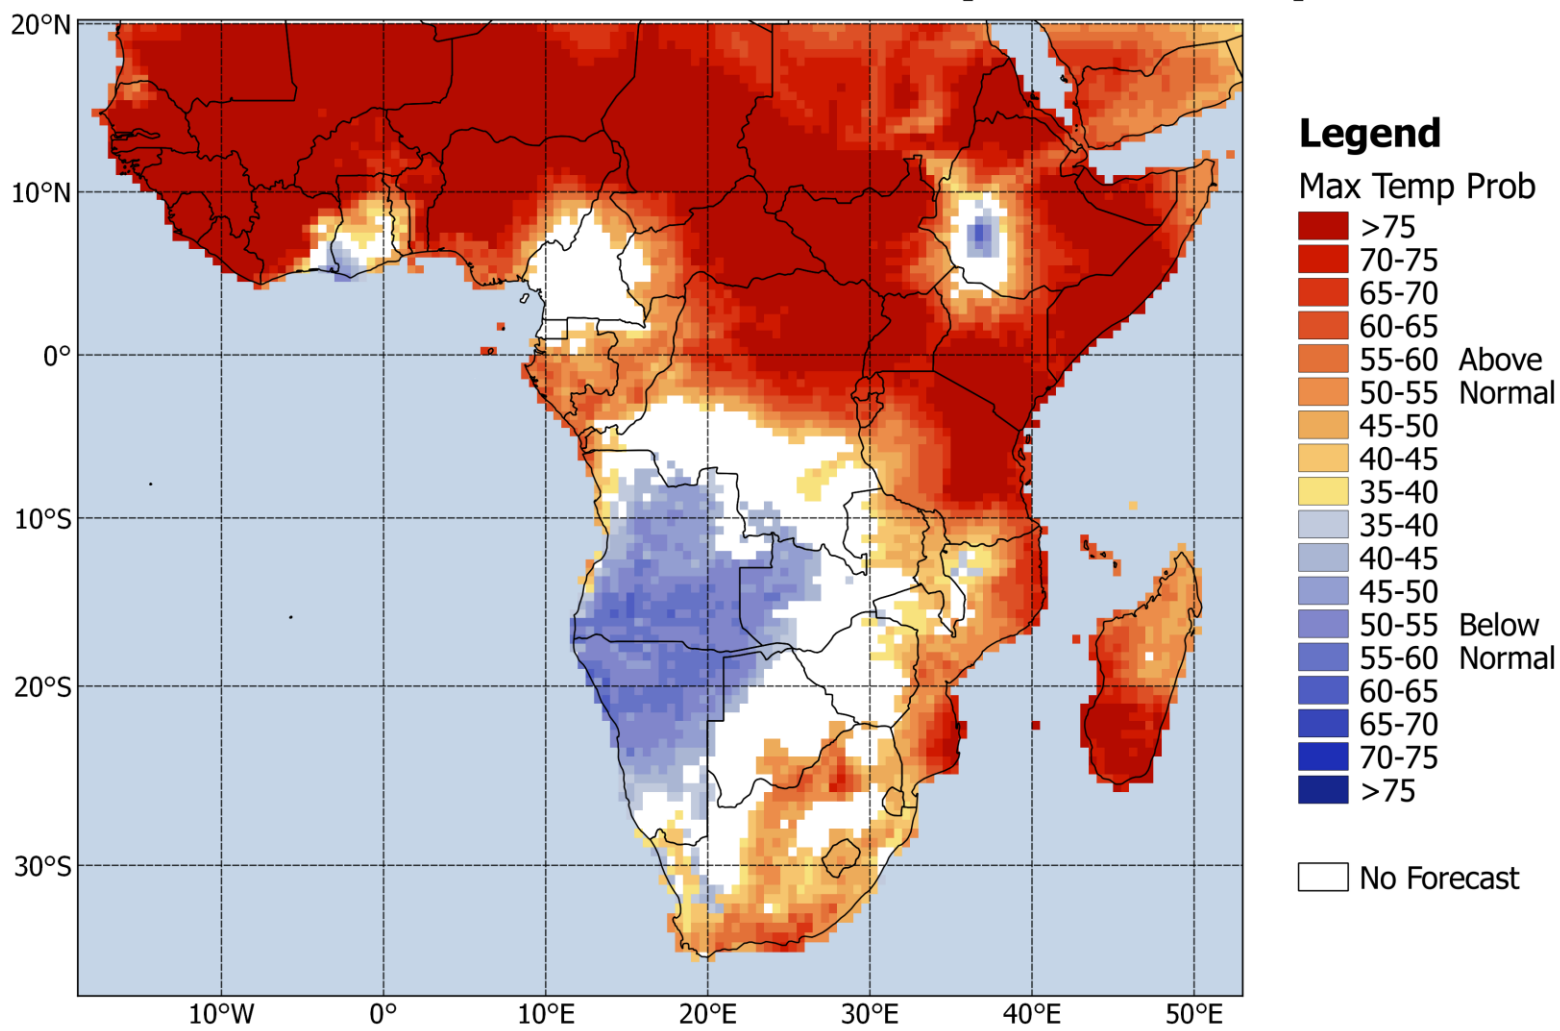 20°N
10°N
0°
10°S
20°S
30°S
10°W
0°
10°E
20°E
30°E
40°E
50°E
Legend
Max Temp Prob
>75
70-75
65-70
60-65
55-60 Above
50-55 Normal
45-50
40-45
35-40
35-40
40-45
45-50
50-55 Below
55-60 Normal
60-65
65-70
70-75
>75
No Forecast